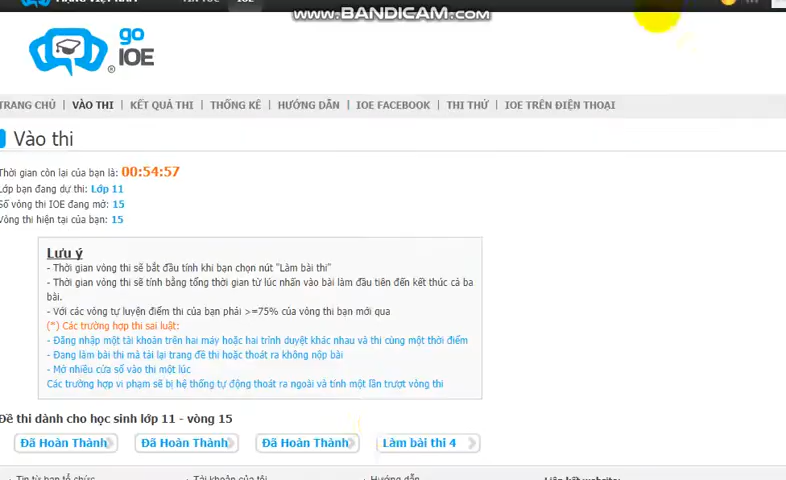 www.BANDICAM.com
go
IOE
®
TRANG CHỦ | VÀO THI | KẾT QUẢ THI | THỐNG KÊ | HƯỚNG DẪN | IOE FACEBOOK | THI THỬ | IOE TRÊN ĐIỆN THOẠI
Vào thi
Thời gian còn lại của bạn là: 00:54:57
Lớp bạn đang dự thi: Lớp 11
Số vòng thi IOE đang mở: 15
Vòng thi hiện tại của bạn: 15
Lưu ý
- Thời gian vòng thi sẽ bắt đầu tính khi bạn chọn nút "Làm bài thi"
- Thời gian vòng thi sẽ tính bằng tổng thời gian từ lúc nhấn vào bài làm đầu tiên đến kết thúc cả ba
bài.
- Với các vòng tự luyện điểm thi của bạn phải >=75% của vòng thi bạn mới qua
(*) Các trường hợp thi sai luật:
- Đăng nhập một tài khoản trên hai máy hoặc hai trình duyệt khác nhau và thi cùng một thời điểm
- Đang làm bài thi mà tải lại trang đề thi hoặc thoát ra không nộp bài
- Mở nhiều cửa sổ vào thi một lúc
Các trường hợp vi phạm sẽ bị hệ thống tự động thoát ra ngoài và tính một lần trượt vòng thi
Đề thi dành cho học sinh lớp 11 - vòng 15
Đã Hoàn Thành Đã Hoàn Thành Đã Hoàn Thành Làm bài thi 4